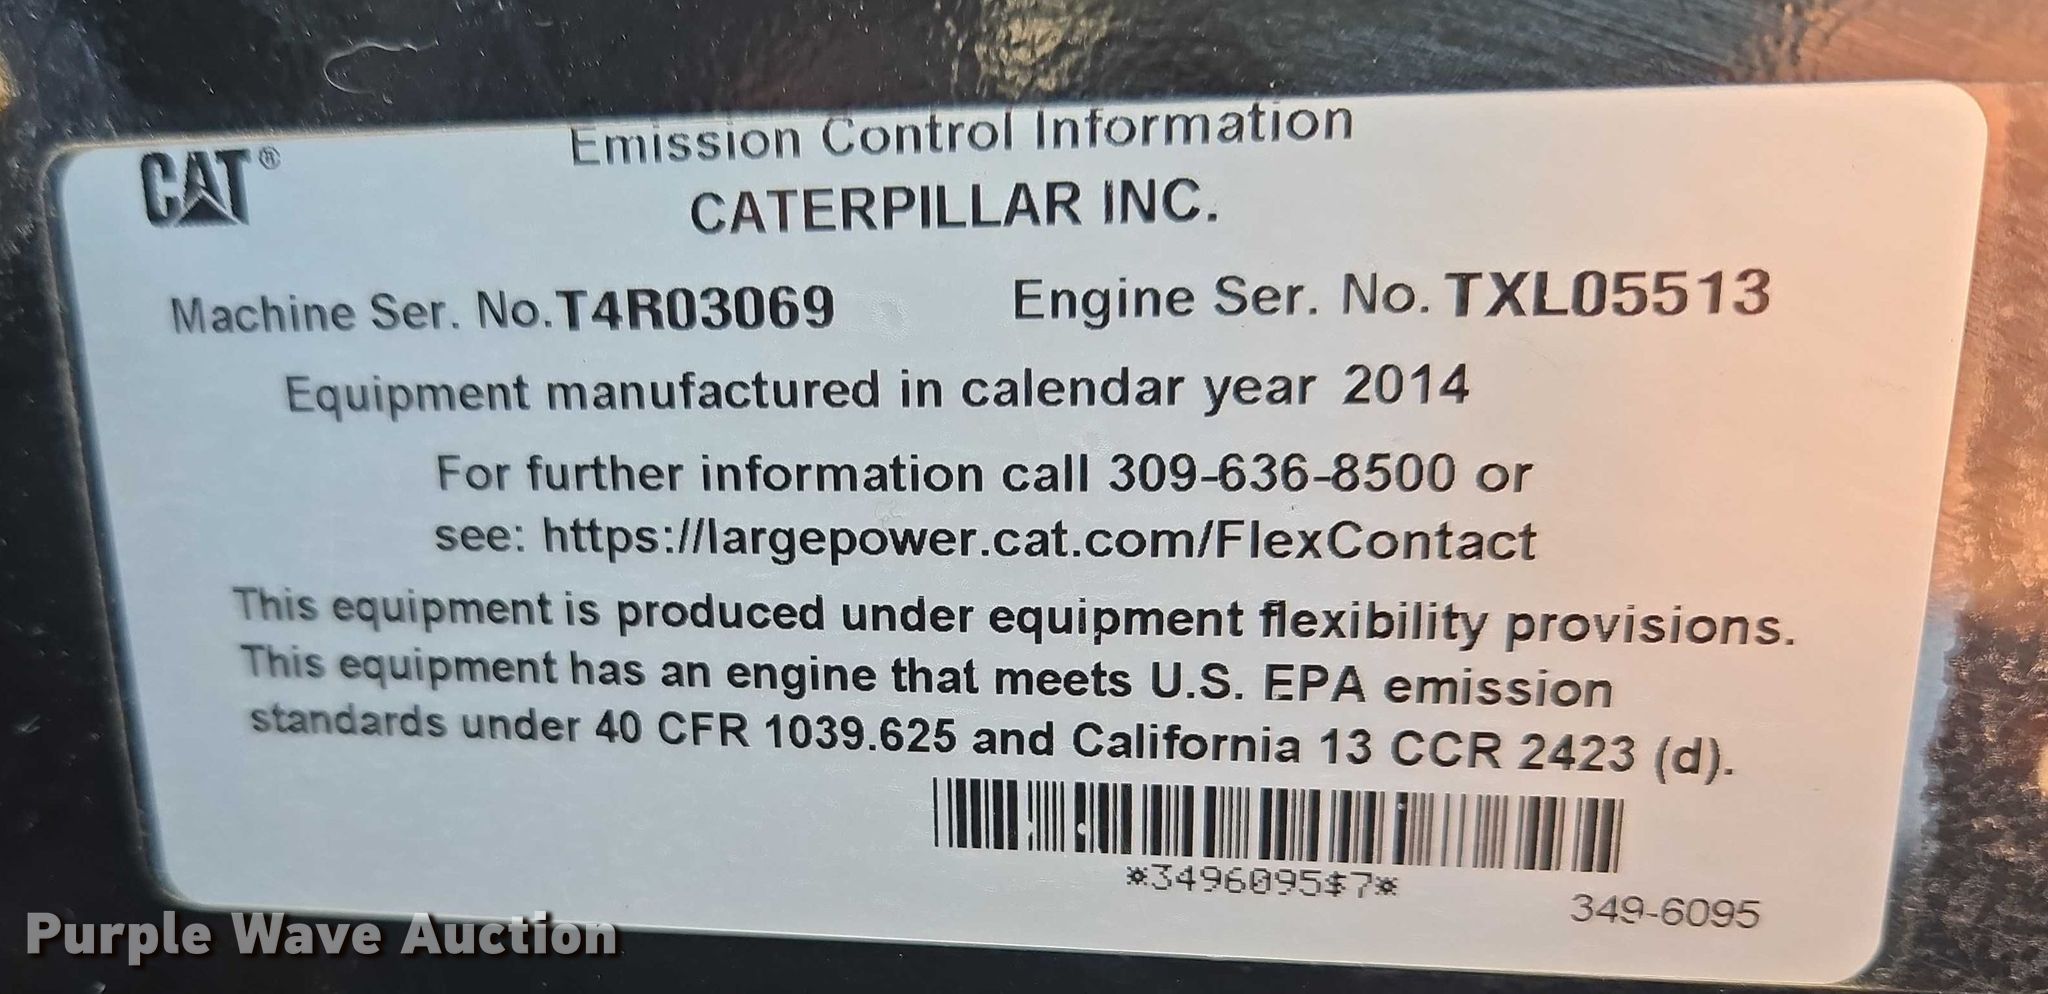 Emission Control Information
CAT®
CATERPILLAR INC.
Machine Ser. No. T4R03069 Engine Ser. No. TXL05513
Equipment manufactured in calendar year 2014
For further information call 309-636-8500 or
see: https://largepower.cat.com/FlexContact
This equipment is produced under equipment flexibility provisions.
This equipment has an engine that meets U.S. EPA emission
standards under 40 CFR 1039.625 and California 13 CCR 2423 (d).
*3496095$7*
349-6095
Purple Wave Auction